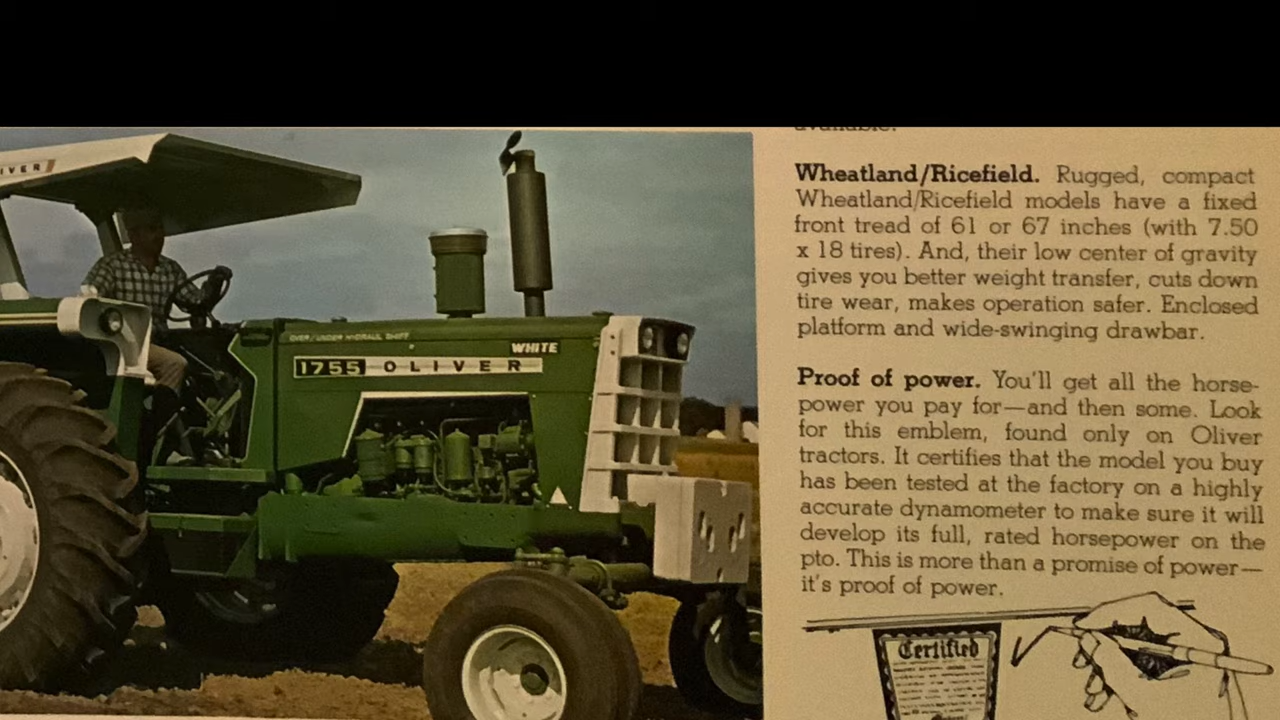 IVER
OVER/UNDER HYDRAUL SHIFT
WHITE
1755 OLIVER
available.
Wheatland/Ricefield. Rugged, compact
Wheatland/Ricefield models have a fixed
front tread of 61 or 67 inches (with 7.50
x 18 tires). And, their low center of gravity
gives you better weight transfer, cuts down
tire wear, makes operation safer. Enclosed
platform and wide-swinging drawbar.
Proof of power. You'll get all the horse-
power you pay for—and then some. Look
for this emblem, found only on Oliver
tractors. It certifies that the model you buy
has been tested at the factory on a highly
accurate dynamometer to make sure it will
develop its full, rated horsepower on the
pto. This is more than a promise of power—
it's proof of power.
Certified